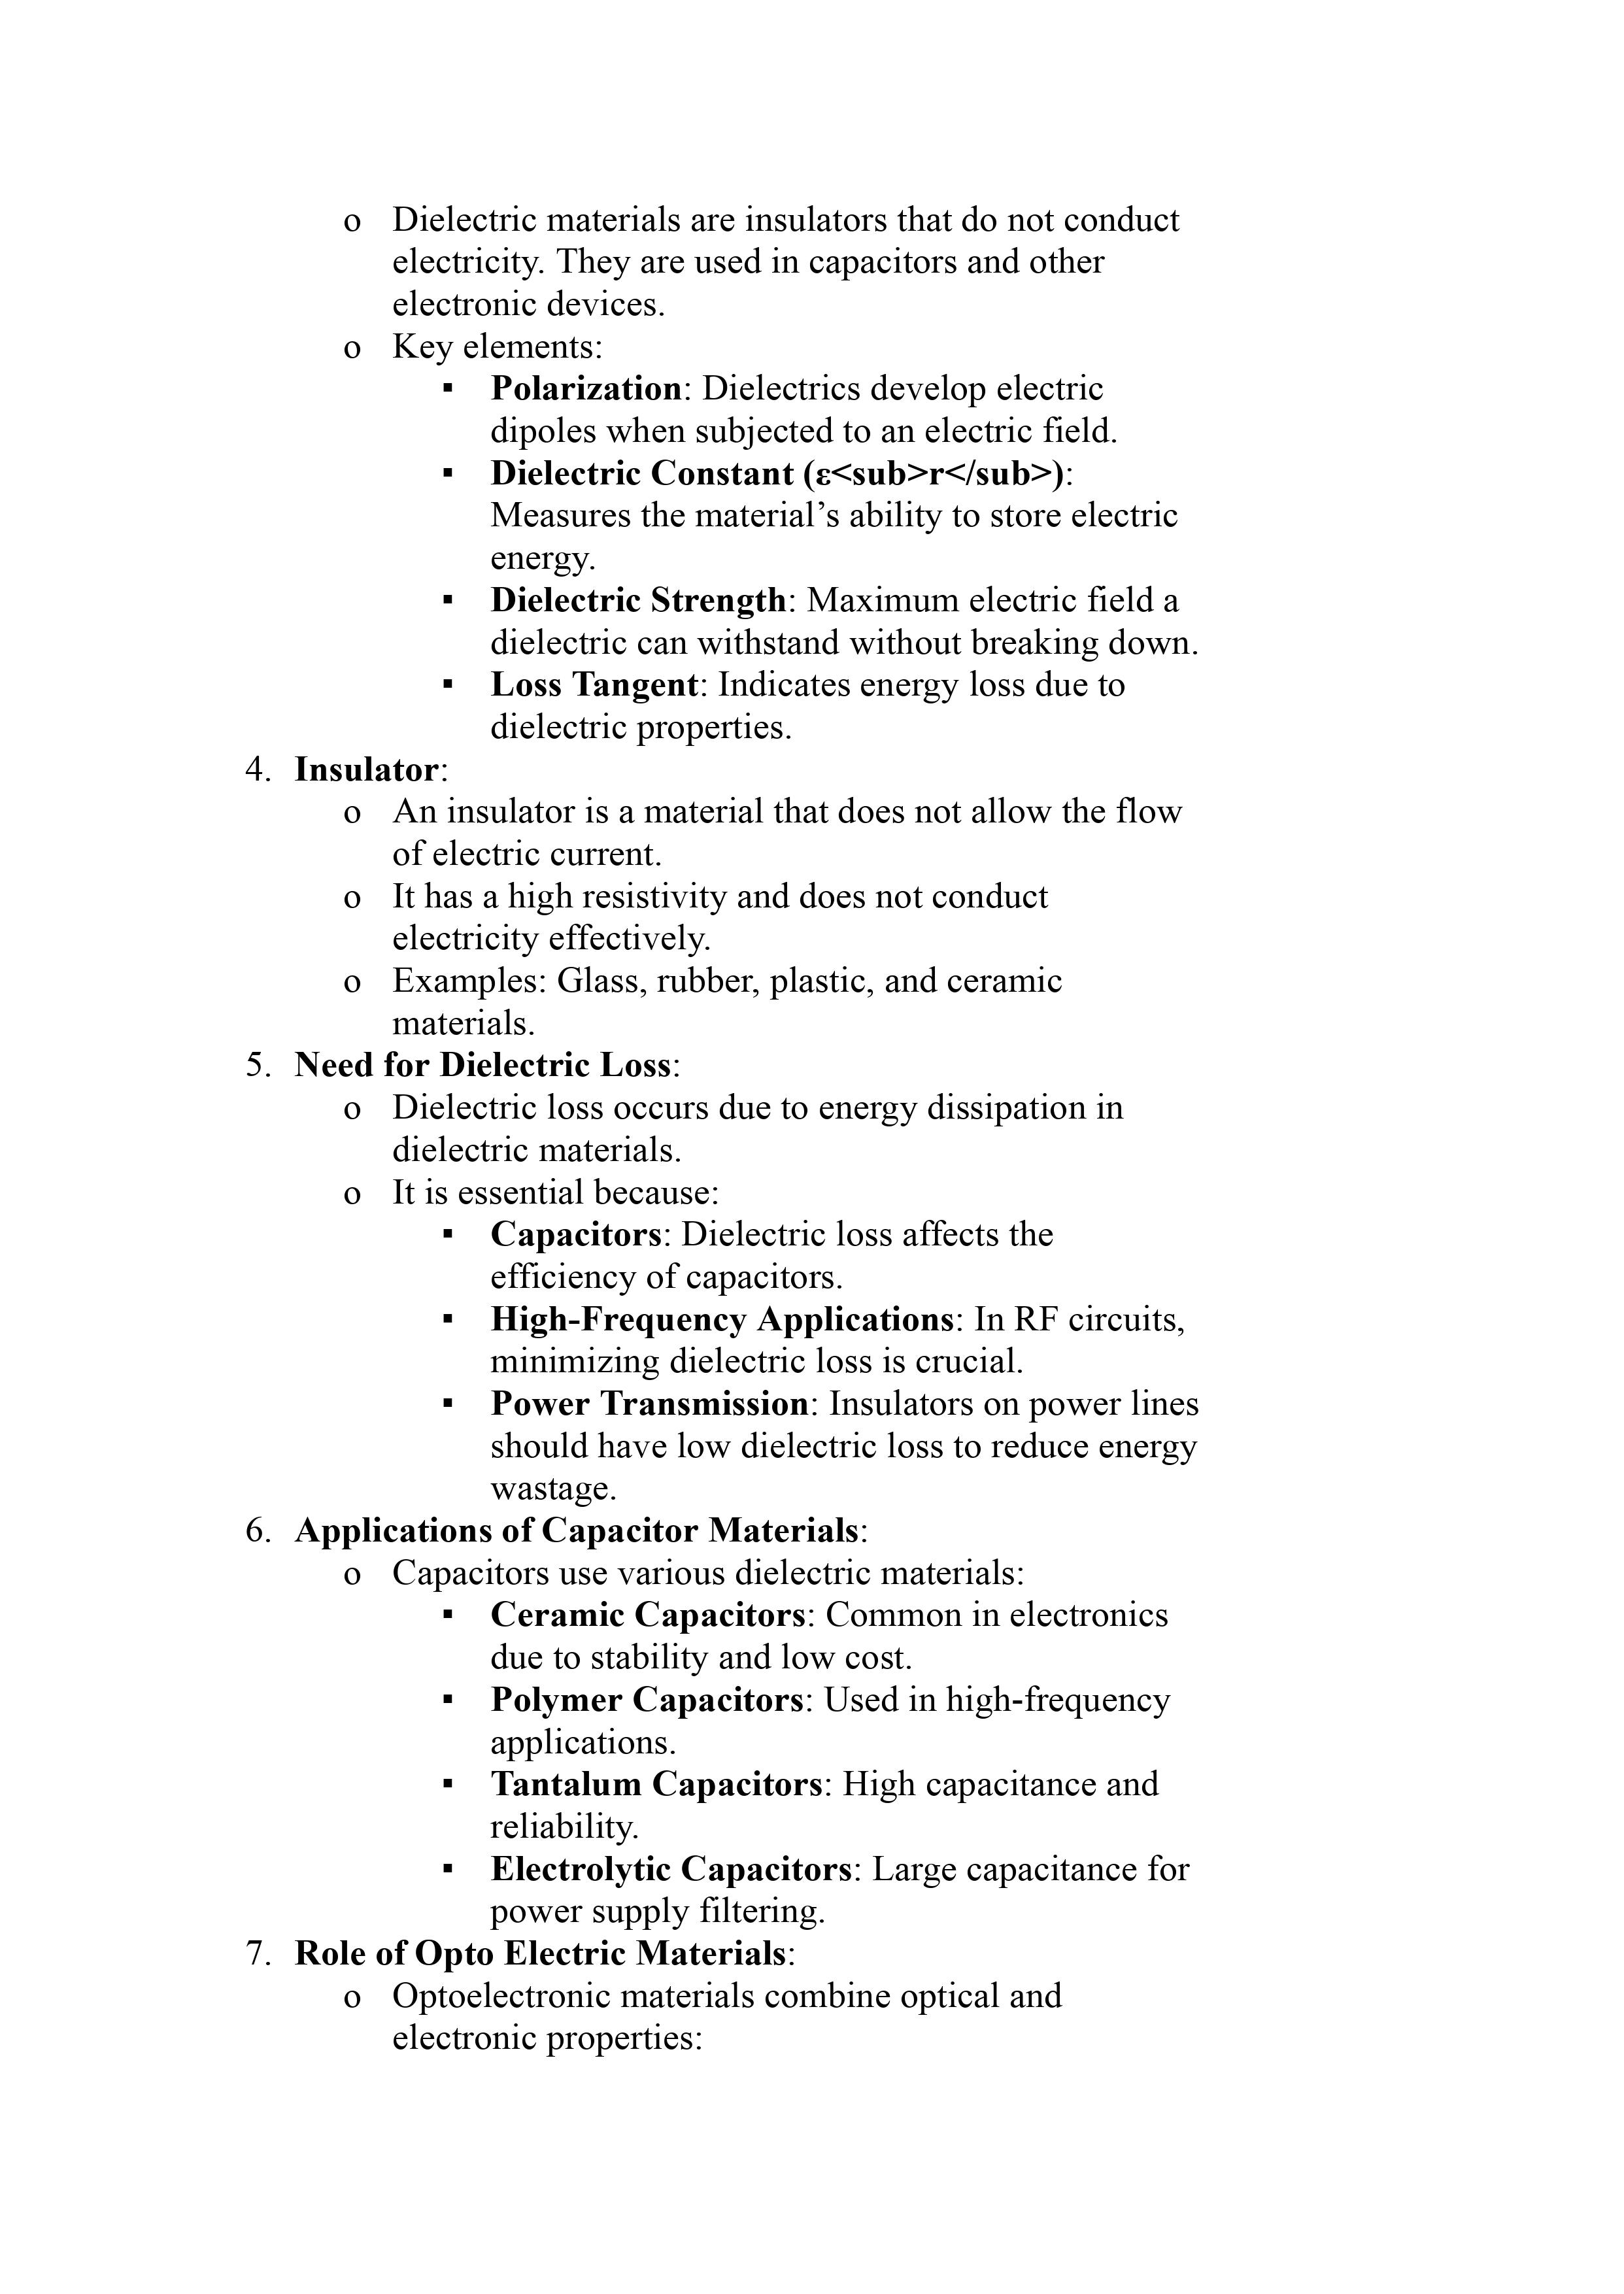 o Dielectric materials are insulators that do not conduct
electricity. They are used in capacitors and other
electronic devices.
o Key elements:
▪ Polarization: Dielectrics develop electric
dipoles when subjected to an electric field.
▪ Dielectric Constant (ε<sub>r</sub>):
Measures the material’s ability to store electric
energy.
▪ Dielectric Strength: Maximum electric field a
dielectric can withstand without breaking down.
▪ Loss Tangent: Indicates energy loss due to
dielectric properties.
4. Insulator:
o An insulator is a material that does not allow the flow
of electric current.
o It has a high resistivity and does not conduct
electricity effectively.
o Examples: Glass, rubber, plastic, and ceramic
materials.
5. Need for Dielectric Loss:
o Dielectric loss occurs due to energy dissipation in
dielectric materials.
o It is essential because:
▪ Capacitors: Dielectric loss affects the
efficiency of capacitors.
▪ High-Frequency Applications: In RF circuits,
minimizing dielectric loss is crucial.
▪ Power Transmission: Insulators on power lines
should have low dielectric loss to reduce energy
wastage.
6. Applications of Capacitor Materials:
o Capacitors use various dielectric materials:
▪ Ceramic Capacitors: Common in electronics
due to stability and low cost.
▪ Polymer Capacitors: Used in high-frequency
applications.
▪ Tantalum Capacitors: High capacitance and
reliability.
▪ Electrolytic Capacitors: Large capacitance for
power supply filtering.
7. Role of Opto Electric Materials:
o Optoelectronic materials combine optical and
electronic properties: